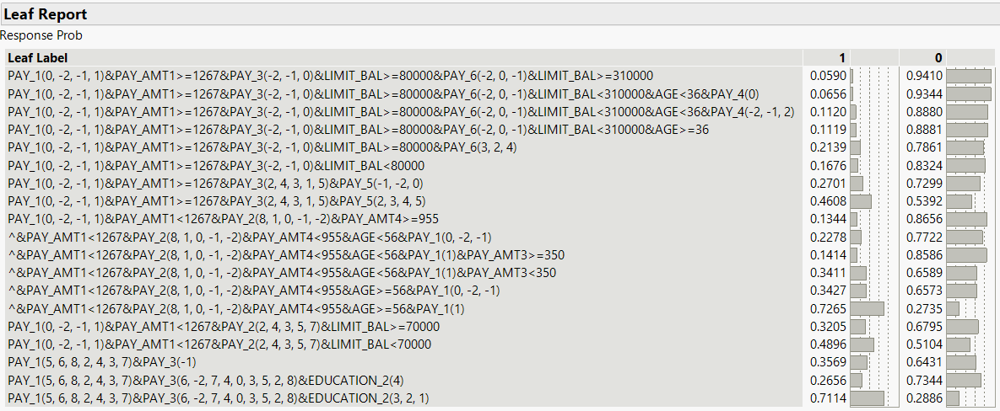 Leaf Report
Response Prob
Leaf Label 1 0
PAY_1(0, -2, -1, 1)&PAY_AMT1>=1267&PAY_3(-2, -1, 0)&LIMIT_BAL>=80000&PAY_6(-2, 0, -1)&LIMIT_BAL>=310000 0.0590 0.9410
PAY_1(0, -2, -1, 1)&PAY_AMT1>=1267&PAY_3(-2, -1, 0)&LIMIT_BAL>=80000&PAY_6(-2, 0, -1)&LIMIT_BAL<310000&AGE<36&PAY_4(0) 0.0656 0.9344
PAY_1(0, -2, -1, 1)&PAY_AMT1>=1267&PAY_3(-2, -1, 0)&LIMIT_BAL>=80000&PAY_6(-2, 0, -1)&LIMIT_BAL<310000&AGE<36&PAY_4(-2, -1, 2) 0.1120 0.8880
PAY_1(0, -2, -1, 1)&PAY_AMT1>=1267&PAY_3(-2, -1, 0)&LIMIT_BAL>=80000&PAY_6(-2, 0, -1)&LIMIT_BAL<310000&AGE>=36 0.1119 0.8881
PAY_1(0, -2, -1, 1)&PAY_AMT1>=1267&PAY_3(-2, -1, 0)&LIMIT_BAL>=80000&PAY_6(3, 2, 4) 0.2139 0.7861
PAY_1(0, -2, -1, 1)&PAY_AMT1>=1267&PAY_3(-2, -1, 0)&LIMIT_BAL<80000 0.1676 0.8324
PAY_1(0, -2, -1, 1)&PAY_AMT1>=1267&PAY_3(2, 4, 3, 1, 5)&PAY_5(-1, -2, 0) 0.2701 0.7299
PAY_1(0, -2, -1, 1)&PAY_AMT1>=1267&PAY_3(2, 4, 3, 1, 5)&PAY_5(2, 3, 4, 5) 0.4608 0.5392
PAY_1(0, -2, -1, 1)&PAY_AMT1<1267&PAY_2(8, 1, 0, -1, -2)&PAY_AMT4>=955 0.1344 0.8656
^&PAY_AMT1<1267&PAY_2(8, 1, 0, -1, -2)&PAY_AMT4<955&AGE<56&PAY_1(0, -2, -1) 0.2278 0.7722
^&PAY_AMT1<1267&PAY_2(8, 1, 0, -1, -2)&PAY_AMT4<955&AGE<56&PAY_1(1)&PAY_AMT3>=350 0.1414 0.8586
^&PAY_AMT1<1267&PAY_2(8, 1, 0, -1, -2)&PAY_AMT4<955&AGE<56&PAY_1(1)&PAY_AMT3<350 0.3411 0.6589
^&PAY_AMT1<1267&PAY_2(8, 1, 0, -1, -2)&PAY_AMT4<955&AGE>=56&PAY_1(0, -2, -1) 0.3427 0.6573
^&PAY_AMT1<1267&PAY_2(8, 1, 0, -1, -2)&PAY_AMT4<955&AGE>=56&PAY_1(1) 0.7265 0.2735
PAY_1(0, -2, -1, 1)&PAY_AMT1<1267&PAY_2(2, 4, 3, 5, 7)&LIMIT_BAL>=70000 0.3205 0.6795
PAY_1(0, -2, -1, 1)&PAY_AMT1<1267&PAY_2(2, 4, 3, 5, 7)&LIMIT_BAL<70000 0.4896 0.5104
PAY_1(5, 6, 8, 2, 4, 3, 7)&PAY_3(-1) 0.3569 0.6431
PAY_1(5, 6, 8, 2, 4, 3, 7)&PAY_3(6, -2, 7, 4, 0, 3, 5, 2, 8)&EDUCATION_2(4) 0.2656 0.7344
PAY_1(5, 6, 8, 2, 4, 3, 7)&PAY_3(6, -2, 7, 4, 0, 3, 5, 2, 8)&EDUCATION_2(3, 2, 1) 0.7114 0.2886